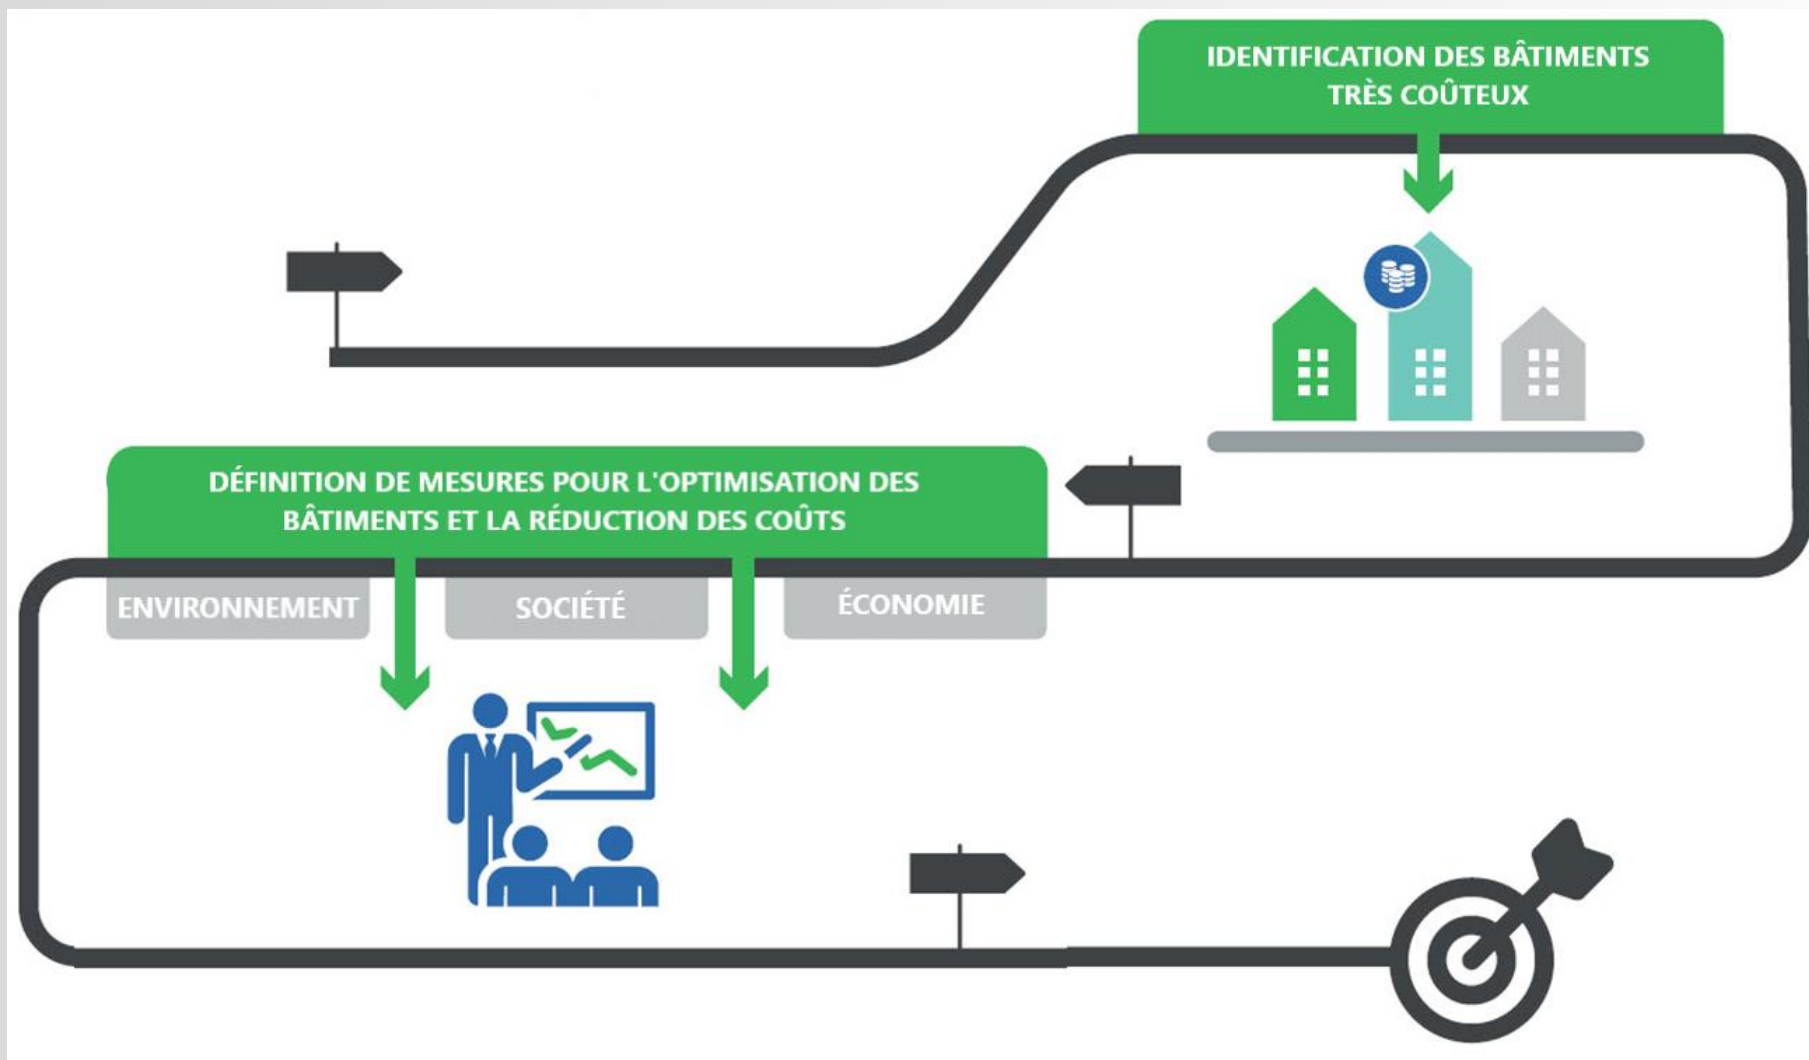 IDENTIFICATION DES BÂTIMENTS
TRÈS COÛTEUX
DÉFINITION DE MESURES POUR L'OPTIMISATION DES
BÂTIMENTS ET LA RÉDUCTION DES COÛTS
ENVIRONNEMENT
SOCIÉTÉ
ÉCONOMIE